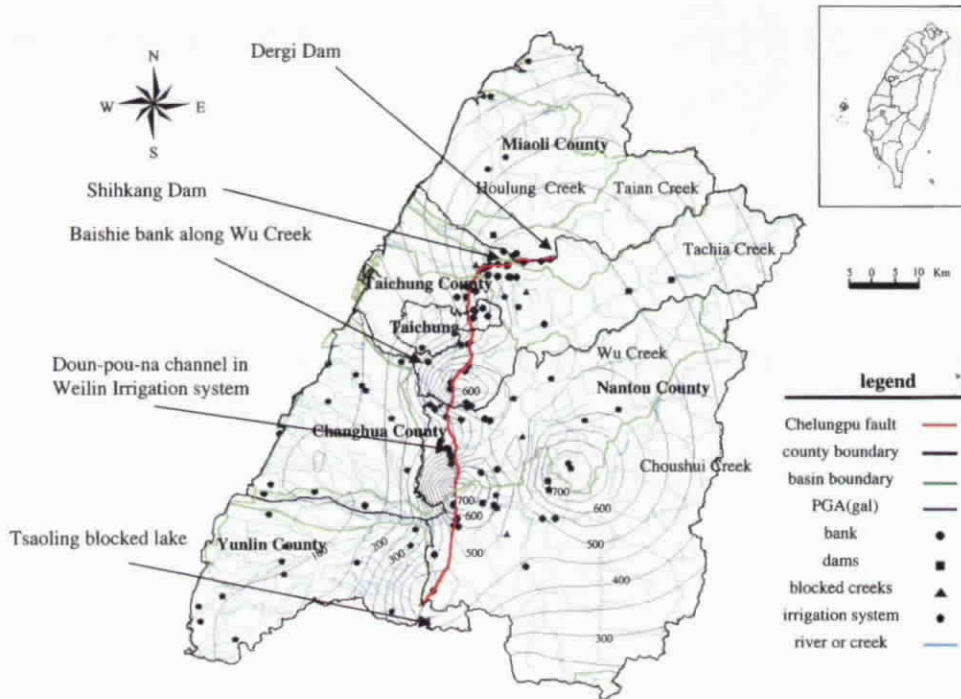 Dergi Dam
N
W E
S
Miaoli County
Houlung Creek
Taian Creek
Shihkang Dam
Baishie bank along Wu Creek
Tachia Creek
5 0 10 Km
Taichung County
Taichung
Doun-pou-na channel in
Weilin Irrigation system
Wu Creek
Nantou County
600
Changhua County
Choushui Creek
700
600
700
600
500
500
400
300
Tsaoling blocked lake
Yunlin County
100
200
300
legend
Chelungpu fault
county boundary
basin boundary
PGA(gal)
bank
dams
blocked creeks
irrigation system
river or creek